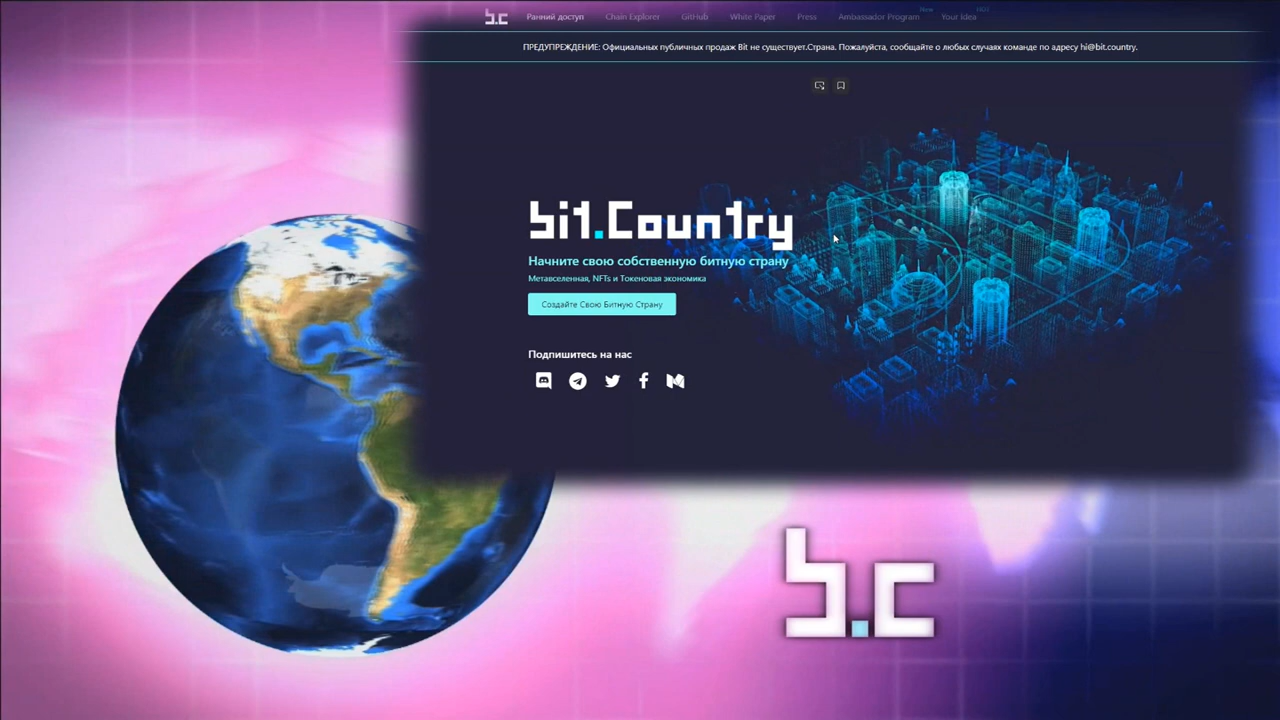 b.c Ранний доступ Chain Explorer GitHub White Paper Press Ambassador Program New Your Idea HOT
ПРЕДУПРЕЖДЕНИЕ: Официальных публичных продаж Bit не существует.Страна. Пожалуйста, сообщайте о любых случаях команде по адресу hi@bit.country.
bit.Country
Начните свою собственную битную страну
Метавселенная, NFTs и Токеновая экономика
Создайте Свою Битную Страну
Подпишитесь на нас
b.c